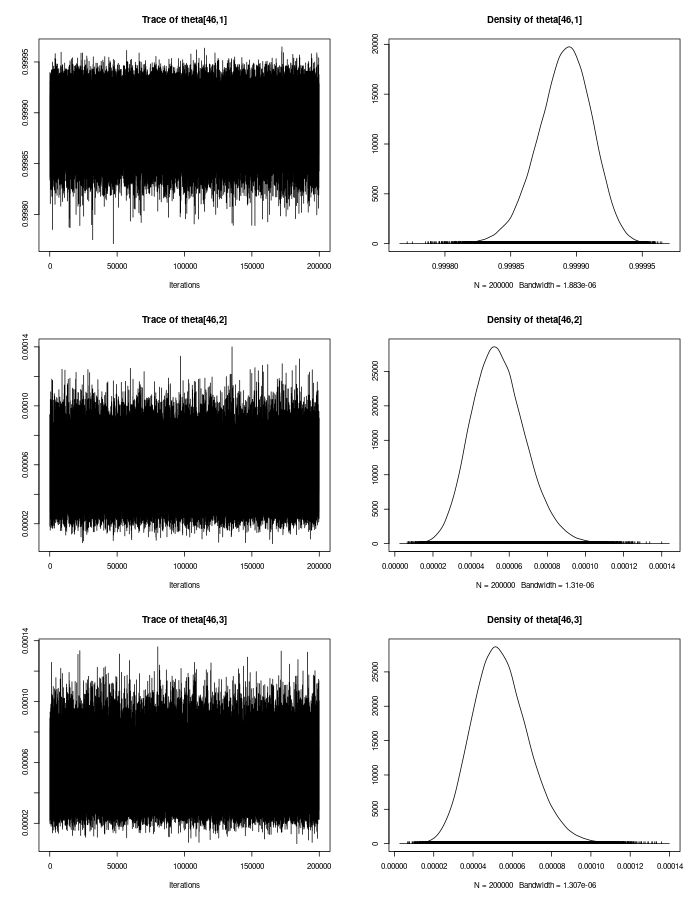 Trace of theta[46,1]
0.99980 0.99985 0.99990 0.99995
0 50000 100000 150000 200000
Iterations
Density of theta[46,1]
0 5000 10000 15000 20000
0.99980 0.99985 0.99990 0.99995
N = 200000 Bandwidth = 1.883e-06
Trace of theta[46,2]
0.00002 0.00006 0.00010 0.00014
0 50000 100000 150000 200000
Iterations
Density of theta[46,2]
0 5000 10000 15000 20000 25000
0.00000 0.00002 0.00004 0.00006 0.00008 0.00010 0.00012 0.00014
N = 200000 Bandwidth = 1.31e-06
Trace of theta[46,3]
0.00002 0.00006 0.00010 0.00014
0 50000 100000 150000 200000
Iterations
Density of theta[46,3]
0 5000 10000 15000 20000 25000
0.00000 0.00002 0.00004 0.00006 0.00008 0.00010 0.00012 0.00014
N = 200000 Bandwidth = 1.307e-06